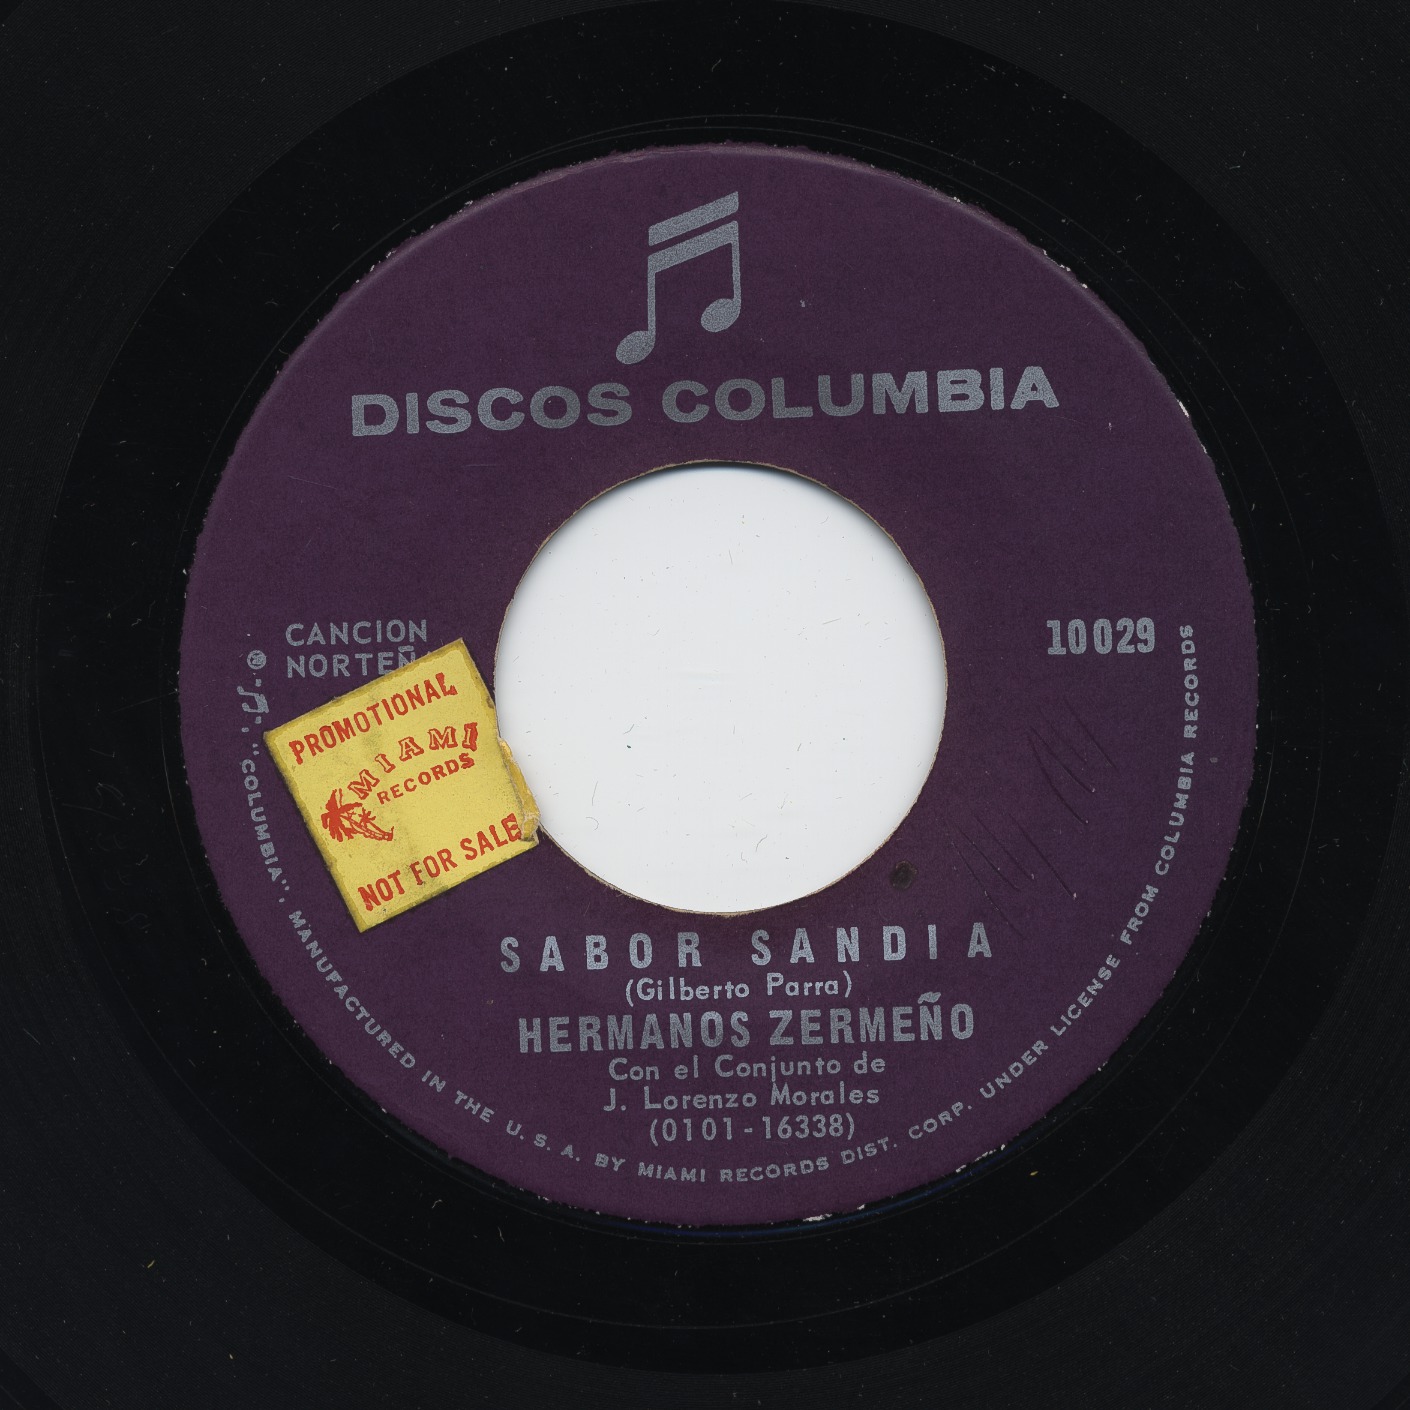 DISCOS COLUMBIA
CANCION
NORTEÑ
10029
PROMOTIONAL
MIAMI
RECORDS
NOT FOR SALE
SABOR SANDIA
(Gilberto Parra)
HERMANOS ZERMEÑO
Con el Conjunto de
J. Lorenzo Morales
(0101-16338)
"COLUMBIA", MANUFACTURED IN THE U.S.A. BY MIAMI RECORDS DIST. CORP. UNDER LICENSE FROM COLUMBIA RECORDS